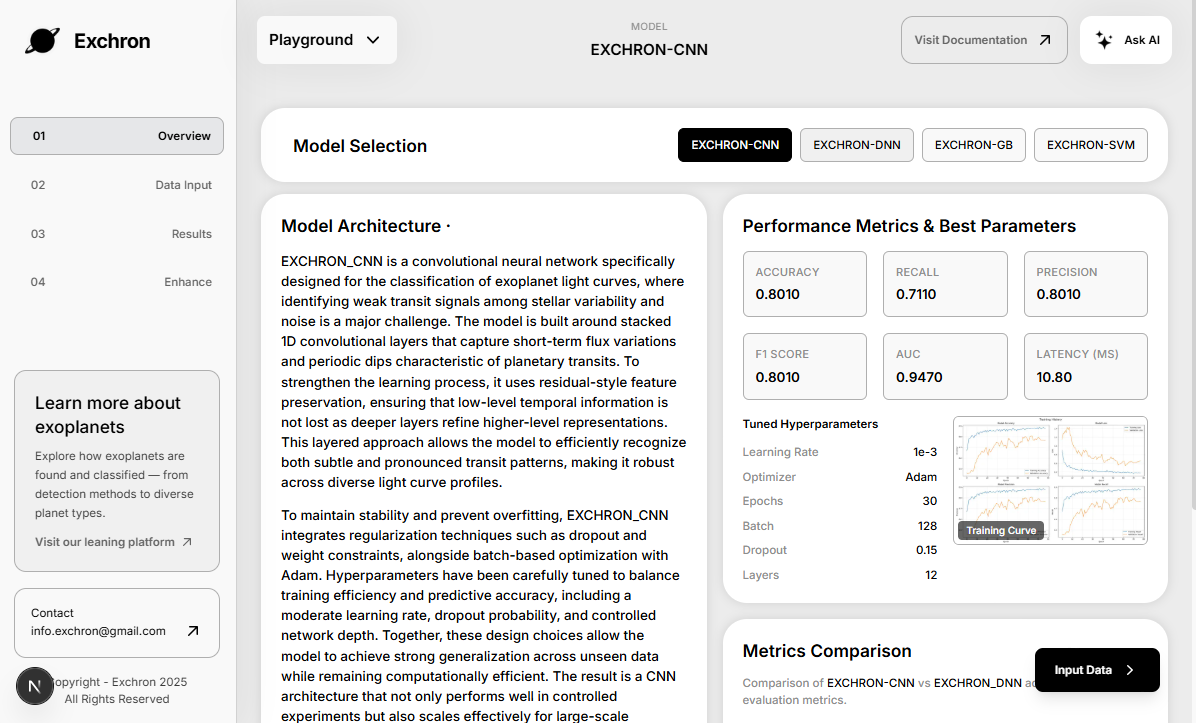 Exchron
Playground
MODEL
EXCHRON-CNN
Visit Documentation
Ask AI
01 Overview
02 Data Input
03 Results
04 Enhance
Learn more about
exoplanets
Explore how exoplanets are
found and classified — from
detection methods to diverse
planet types.
Visit our leaning platform
Contact
info.exchron@gmail.com
N
opyright - Exchron 2025
All Rights Reserved
Model Selection
EXCHRON-CNN
EXCHRON-DNN
EXCHRON-GB
EXCHRON-SVM
Model Architecture ·
EXCHRON_CNN is a convolutional neural network specifically
designed for the classification of exoplanet light curves, where
identifying weak transit signals among stellar variability and
noise is a major challenge. The model is built around stacked
1D convolutional layers that capture short-term flux variations
and periodic dips characteristic of planetary transits. To
strengthen the learning process, it uses residual-style feature
preservation, ensuring that low-level temporal information is
not lost as deeper layers refine higher-level representations.
This layered approach allows the model to efficiently recognize
both subtle and pronounced transit patterns, making it robust
across diverse light curve profiles.
To maintain stability and prevent overfitting, EXCHRON_CNN
integrates regularization techniques such as dropout and
weight constraints, alongside batch-based optimization with
Adam. Hyperparameters have been carefully tuned to balance
training efficiency and predictive accuracy, including a
moderate learning rate, dropout probability, and controlled
network depth. Together, these design choices allow the
model to achieve strong generalization across unseen data
while remaining computationally efficient. The result is a CNN
architecture that not only performs well in controlled
experiments but also scales effectively for large-scale
Performance Metrics & Best Parameters
ACCURACY
0.8010
RECALL
0.7110
PRECISION
0.8010
F1 SCORE
0.8010
AUC
0.9470
LATENCY (MS)
10.80
Tuned Hyperparameters
Learning Rate 1e-3
Optimizer Adam
Epochs 30
Batch 128
Dropout 0.15
Layers 12
Training Curve
Metrics Comparison
Comparison of EXCHRON-CNN vs EXCHRON_DNN
evaluation metrics.
Input Data